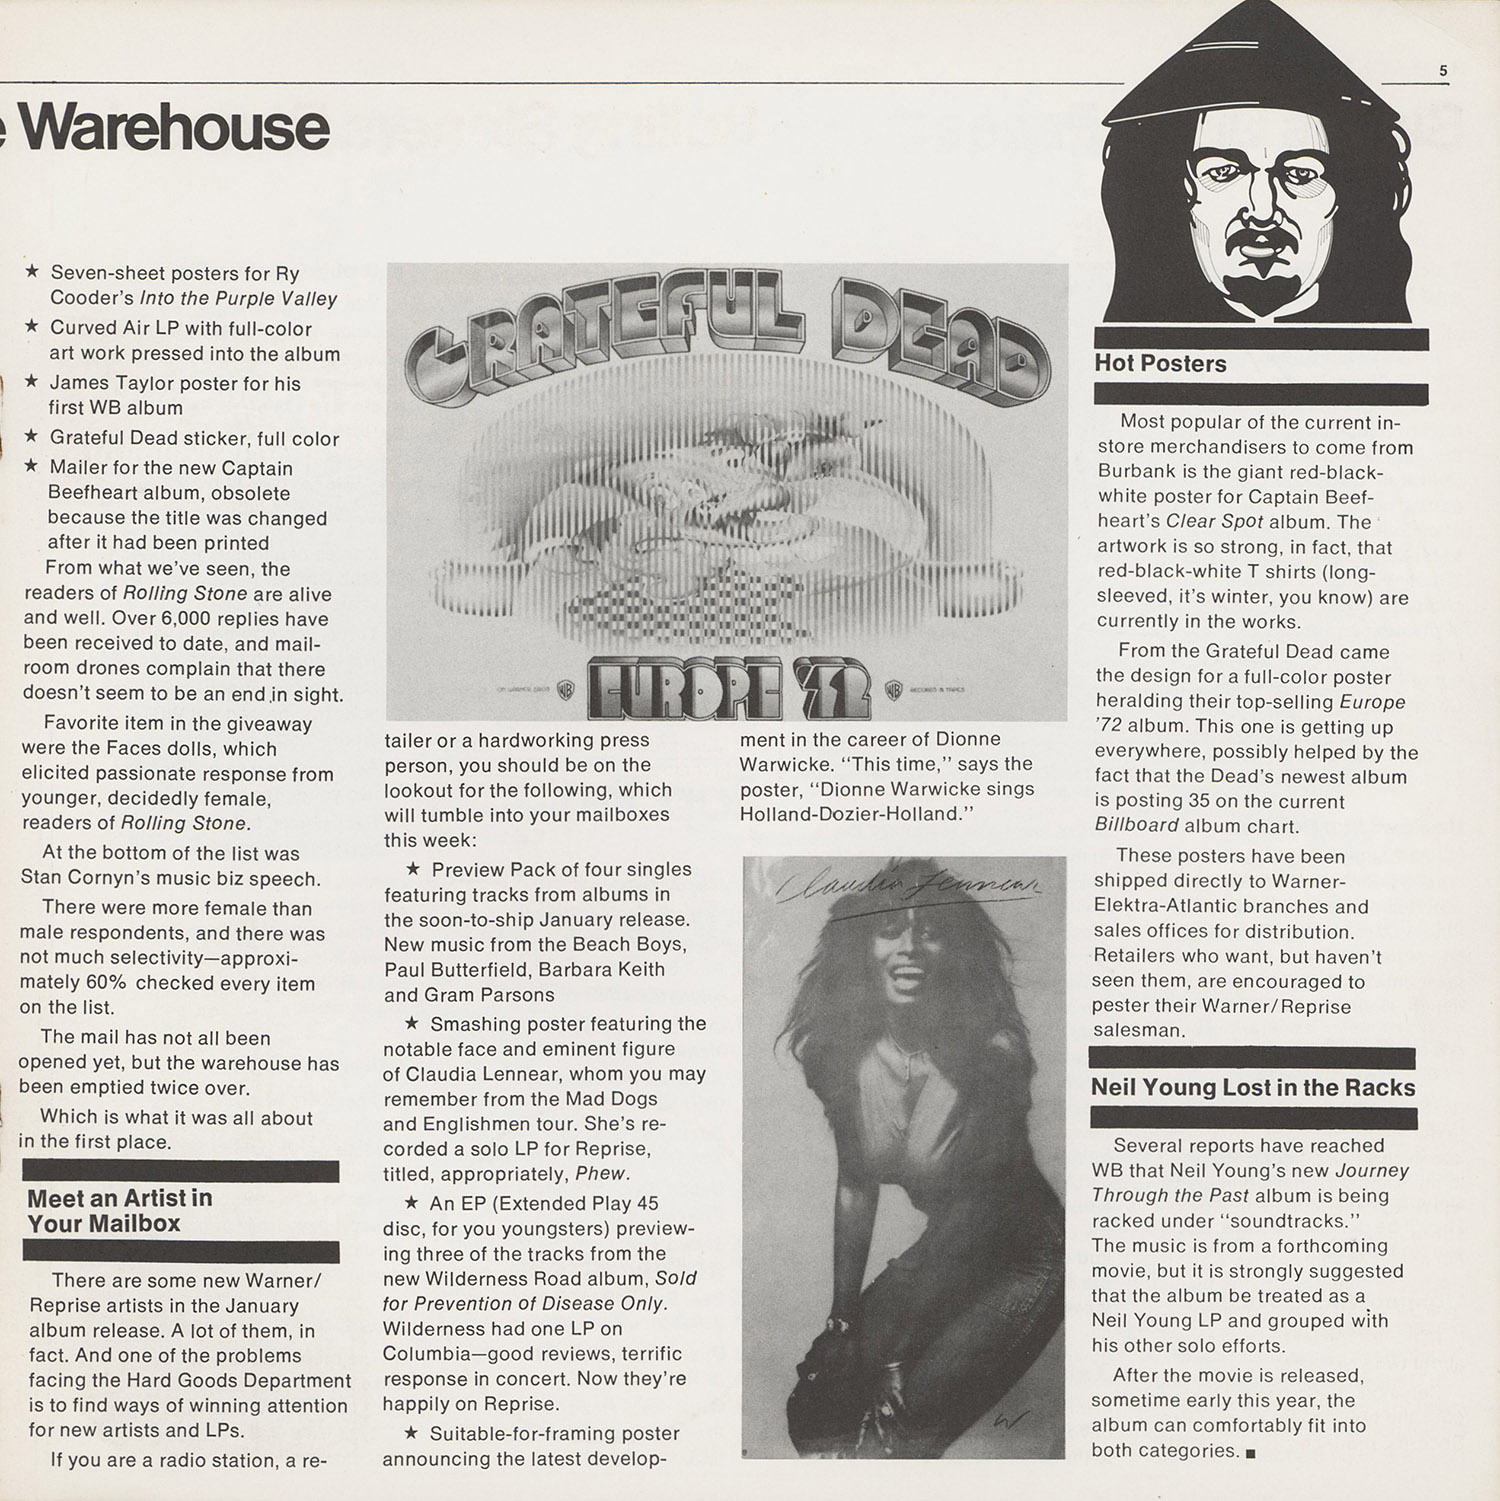 5
Warehouse
★ Seven-sheet posters for Ry
Cooder's Into the Purple Valley
★ Curved Air LP with full-color
art work pressed into the album
★ James Taylor poster for his
first WB album
★ Grateful Dead sticker, full color
★ Mailer for the new Captain
Beefheart album, obsolete
because the title was changed
after it had been printed
From what we've seen, the
readers of Rolling Stone are alive
and well. Over 6,000 replies have
been received to date, and mail-
room drones complain that there
doesn't seem to be an end in sight.
Favorite item in the giveaway
were the Faces dolls, which
elicited passionate response from
younger, decidedly female,
readers of Rolling Stone.
At the bottom of the list was
Stan Cornyn's music biz speech.
There were more female than
male respondents, and there was
not much selectivity—approxi-
mately 60% checked every item
on the list.
The mail has not all been
opened yet, but the warehouse has
been emptied twice over.
Which is what it was all about
in the first place.
Meet an Artist in
Your Mailbox
There are some new Warner/
Reprise artists in the January
album release. A lot of them, in
fact. And one of the problems
facing the Hard Goods Department
is to find ways of winning attention
for new artists and LPs.
If you are a radio station, a re-
GRATEFUL DEAD
ON WARNER BROS
WB
EUROPE '72
WB
RECORDS & TAPES
tailer or a hardworking press
person, you should be on the
lookout for the following, which
will tumble into your mailboxes
this week:
★ Preview Pack of four singles
featuring tracks from albums in
the soon-to-ship January release.
New music from the Beach Boys,
Paul Butterfield, Barbara Keith
and Gram Parsons
★ Smashing poster featuring the
notable face and eminent figure
of Claudia Lennear, whom you may
remember from the Mad Dogs
and Englishmen tour. She's re-
corded a solo LP for Reprise,
titled, appropriately, Phew.
★ An EP (Extended Play 45
disc, for you youngsters) preview-
ing three of the tracks from the
new Wilderness Road album, Sold
for Prevention of Disease Only.
Wilderness had one LP on
Columbia—good reviews, terrific
response in concert. Now they're
happily on Reprise.
★ Suitable-for-framing poster
announcing the latest develop-
ment in the career of Dionne
Warwicke. "This time," says the
poster, "Dionne Warwicke sings
Holland-Dozier-Holland."
Claudia Lennear
W
Hot Posters
Most popular of the current in-
store merchandisers to come from
Burbank is the giant red-black-
white poster for Captain Beef-
heart's Clear Spot album. The
artwork is so strong, in fact, that
red-black-white T shirts (long-
sleeved, it's winter, you know) are
currently in the works.
From the Grateful Dead came
the design for a full-color poster
heralding their top-selling Europe
'72 album. This one is getting up
everywhere, possibly helped by the
fact that the Dead's newest album
is posting 35 on the current
Billboard album chart.
These posters have been
shipped directly to Warner-
Elektra-Atlantic branches and
sales offices for distribution.
Retailers who want, but haven't
seen them, are encouraged to
pester their Warner/Reprise
salesman.
Neil Young Lost in the Racks
Several reports have reached
WB that Neil Young's new Journey
Through the Past album is being
racked under "soundtracks."
The music is from a forthcoming
movie, but it is strongly suggested
that the album be treated as a
Neil Young LP and grouped with
his other solo efforts.
After the movie is released,
sometime early this year, the
album can comfortably fit into
both categories. ■